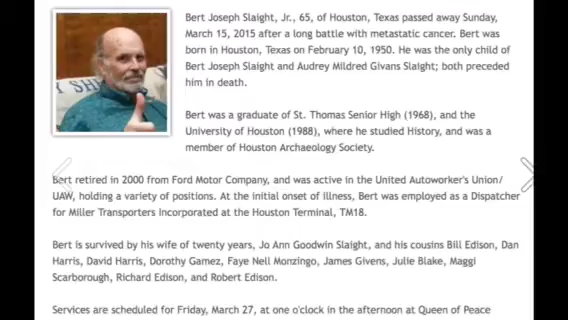 Bert Joseph Slaight, Jr., 65, of Houston, Texas passed away Sunday,
March 15, 2015 after a long battle with metastatic cancer. Bert was
born in Houston, Texas on February 10, 1950. He was the only child of
Bert Joseph Slaight and Audrey Mildred Givans Slaight; both preceded
him in death.
Bert was a graduate of St. Thomas Senior High (1968), and the
University of Houston (1988), where he studied History, and was a
member of Houston Archaeology Society.
Bert retired in 2000 from Ford Motor Company, and was active in the United Autoworker's Union/
UAW, holding a variety of positions. At the initial onset of illness, Bert was employed as a Dispatcher
for Miller Transporters Incorporated at the Houston Terminal, TM18.
Bert is survived by his wife of twenty years, Jo Ann Goodwin Slaight, and his cousins Bill Edison, Dan
Harris, David Harris, Dorothy Gamez, Faye Nell Monzingo, James Givens, Julie Blake, Maggi
Scarborough, Richard Edison, and Robert Edison.
Services are scheduled for Friday, March 27, at one o'clock in the afternoon at Queen of Peace